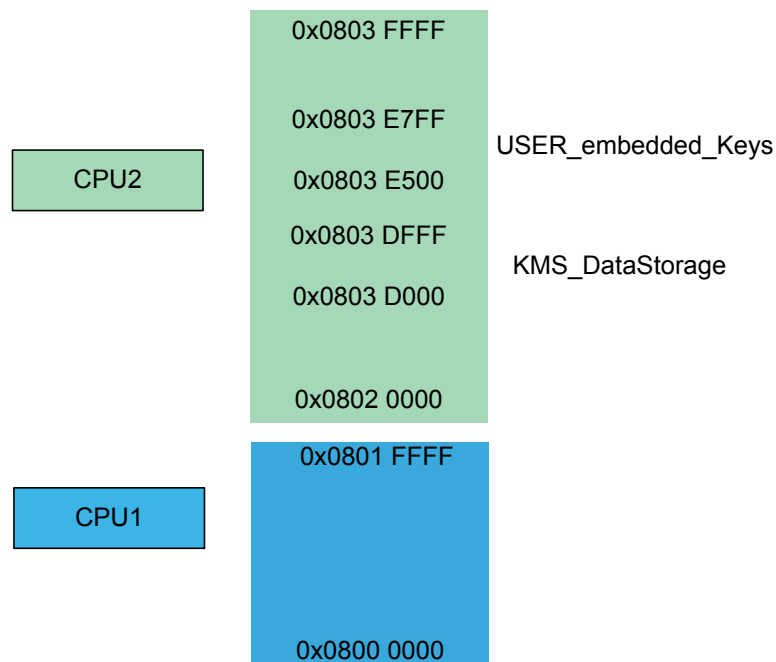 0x0803 FFFF
0x0803 E7FF
USER_embedded_Keys
CPU2
0x0803 E500
0x0803 DFFF
KMS_DataStorage
0x0803 D000
0x0802 0000
0x0801 FFFF
CPU1
0x0800 0000